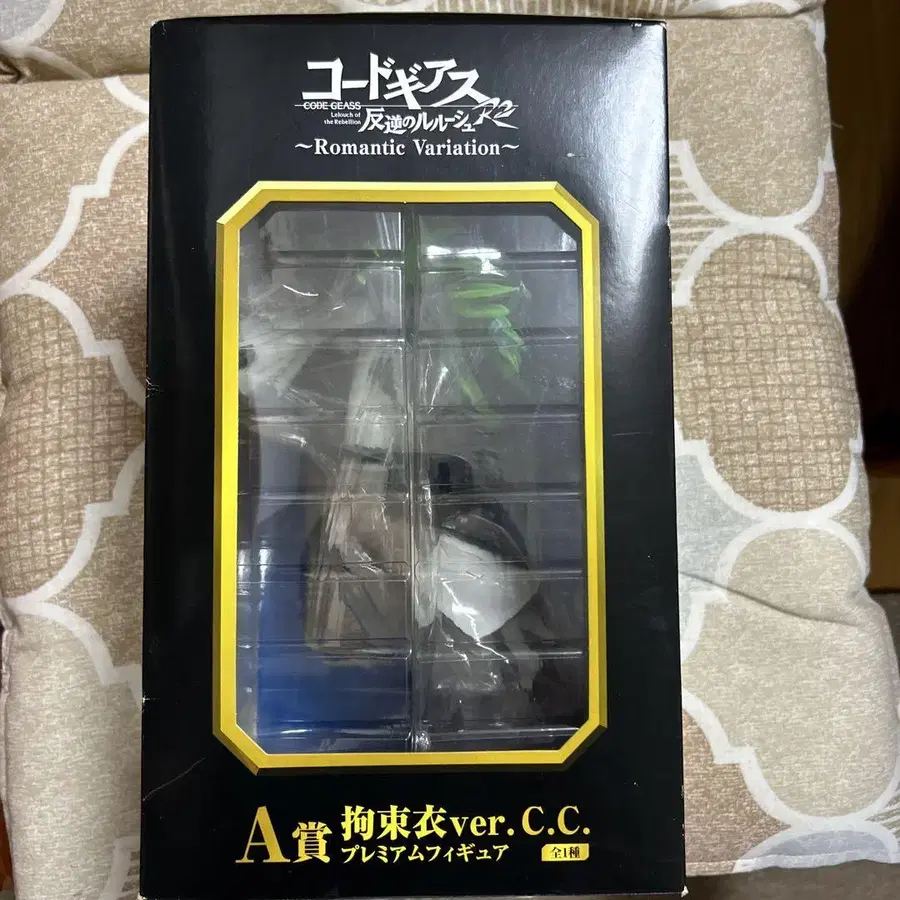 コードギアス
CODE GEASS
Lelouch of
the Rebellion
反逆のルルーシュ R2
～Romantic Variation～
A賞 拘束衣ver. C.C.
プレミアムフィギュア 全1種